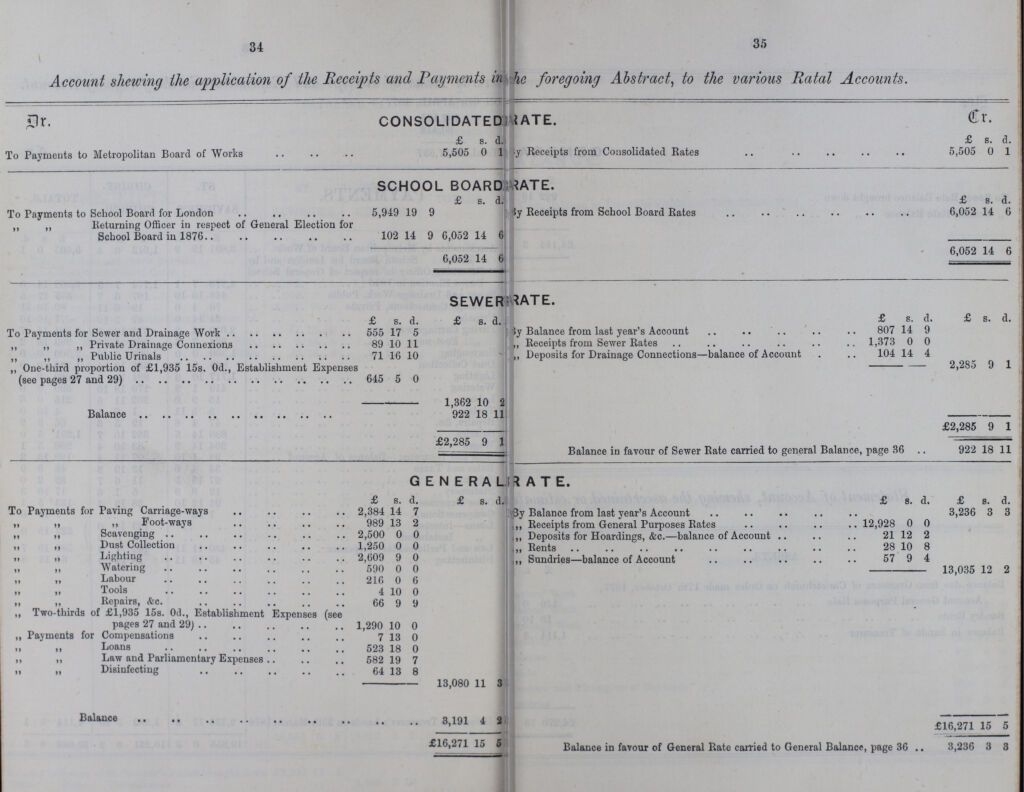 34
Account shewing the application of the Receipts and Payments in
Dr. CONSOLIDATED
£ s. d.
To Payments to Metropolitan Board of Works .. .. .. 5,505 0 1
SCHOOL BOARD
£ s. d.
To Payments to School Board for London .. .. .. .. 5,949 19 9
„ „ Returning Officer in respect of General Election for
School Board in 1876.. .. .. .. .. 102 14 9 6,052 14 6
6,052 14 6
SEWER
£ s. d. £ s. d.
To Payments for Sewer and Drainage Work .. .. .. .. .. 555 17 5
„ „ „ Private Drainage Connexions .. .. .. .. 89 10 11
„ „ „ Public Urinals .. .. .. .. .. .. .. 71 16 10
„ One-third proportion of £1,935 15s. 0d., Establishment Expenses
(see pages 27 and 29) .. .. .. .. .. .. .. .. .. 645 5 0
1,362 10 2
Balance .. .. .. .. .. .. .. .. .. 922 18 11
£2,285 9 1
GENERAL
£ s. d. £ s. d.
To Payments for Paving Carriage-ways .. .. .. .. 2,384 14 7
„ „ „ Foot-ways .. .. .. .. 989 13 2
„ „ Scavenging .. .. .. .. .. .. 2,500 0 0
„ „ Dust Collection .. .. .. .. .. 1,250 0 0
„ „ Lighting .. .. .. .. .. .. 2,609 9 0
„ „ Watering .. .. .. .. .. .. 590 0 0
„ „ Labour .. .. .. .. .. .. 216 0 6
„ „ Tools .. .. .. .. .. .. 4 10 0
„ „ Repairs, &c. .. .. .. .. .. 66 9 9
„ Two-thirds of £1,935 15s. 0d., Establishment Expenses (see
pages 27 and 29) .. .. .. .. .. .. 1,290 10 0
„ Payments for Compensations .. .. .. .. .. 7 13 0
„ „ Loans .. .. .. .. .. .. 523 18 0
„ „ Law and Parliamentary Expenses .. .. .. 582 19 7
„ „ Disinfecting .. .. .. .. .. 64 13 8
13,080 11 3
Balance .. .. .. .. .. .. .. .. .. 3,191 4 2
£16,271 15 5
35
he foregoing Abstract, to the various Ratal Accounts.
RATE. Cr.
£ s. d.
By Receipts from Consolidated Rates .. .. .. .. .. 5,505 0 1
RATE.
£ s. d.
By Receipts from School Board Rates .. .. .. .. .. .. 6,052 14 6
6,052 14 6
RATE.
£ s. d. £ s. d.
By Balance from last year's Account .. .. .. .. .. 807 14 9
„ Receipts from Sewer Rates .. .. .. .. .. .. 1,373 0 0
„ Deposits for Drainage Connections—balance of Account . .. 104 14 4
2,285 9 1
£2,285 9 1
Balance in favour of Sewer Rate carried to general Balance, page 36 .. 922 18 11
RATE.
£ s. d. £ s. d.
By Balance from last year's Account .. .. .. .. .. .. 3,236 3 3
„ Receipts from General Purposes Rates .. .. .. .. 12,928 0 0
„ Deposits for Hoardings, &c.—balance of Account .. .. .. 21 12 2
„ Rents .. .. .. .. .. .. .. .. 28 10 8
„ Sundries—balance of Account .. .. .. .. .. 57 9 4
13,035 12 2
£16,271 15 5
Balance in favour of General Rate carried to General Balance, page 36 .. 3,236 3 3